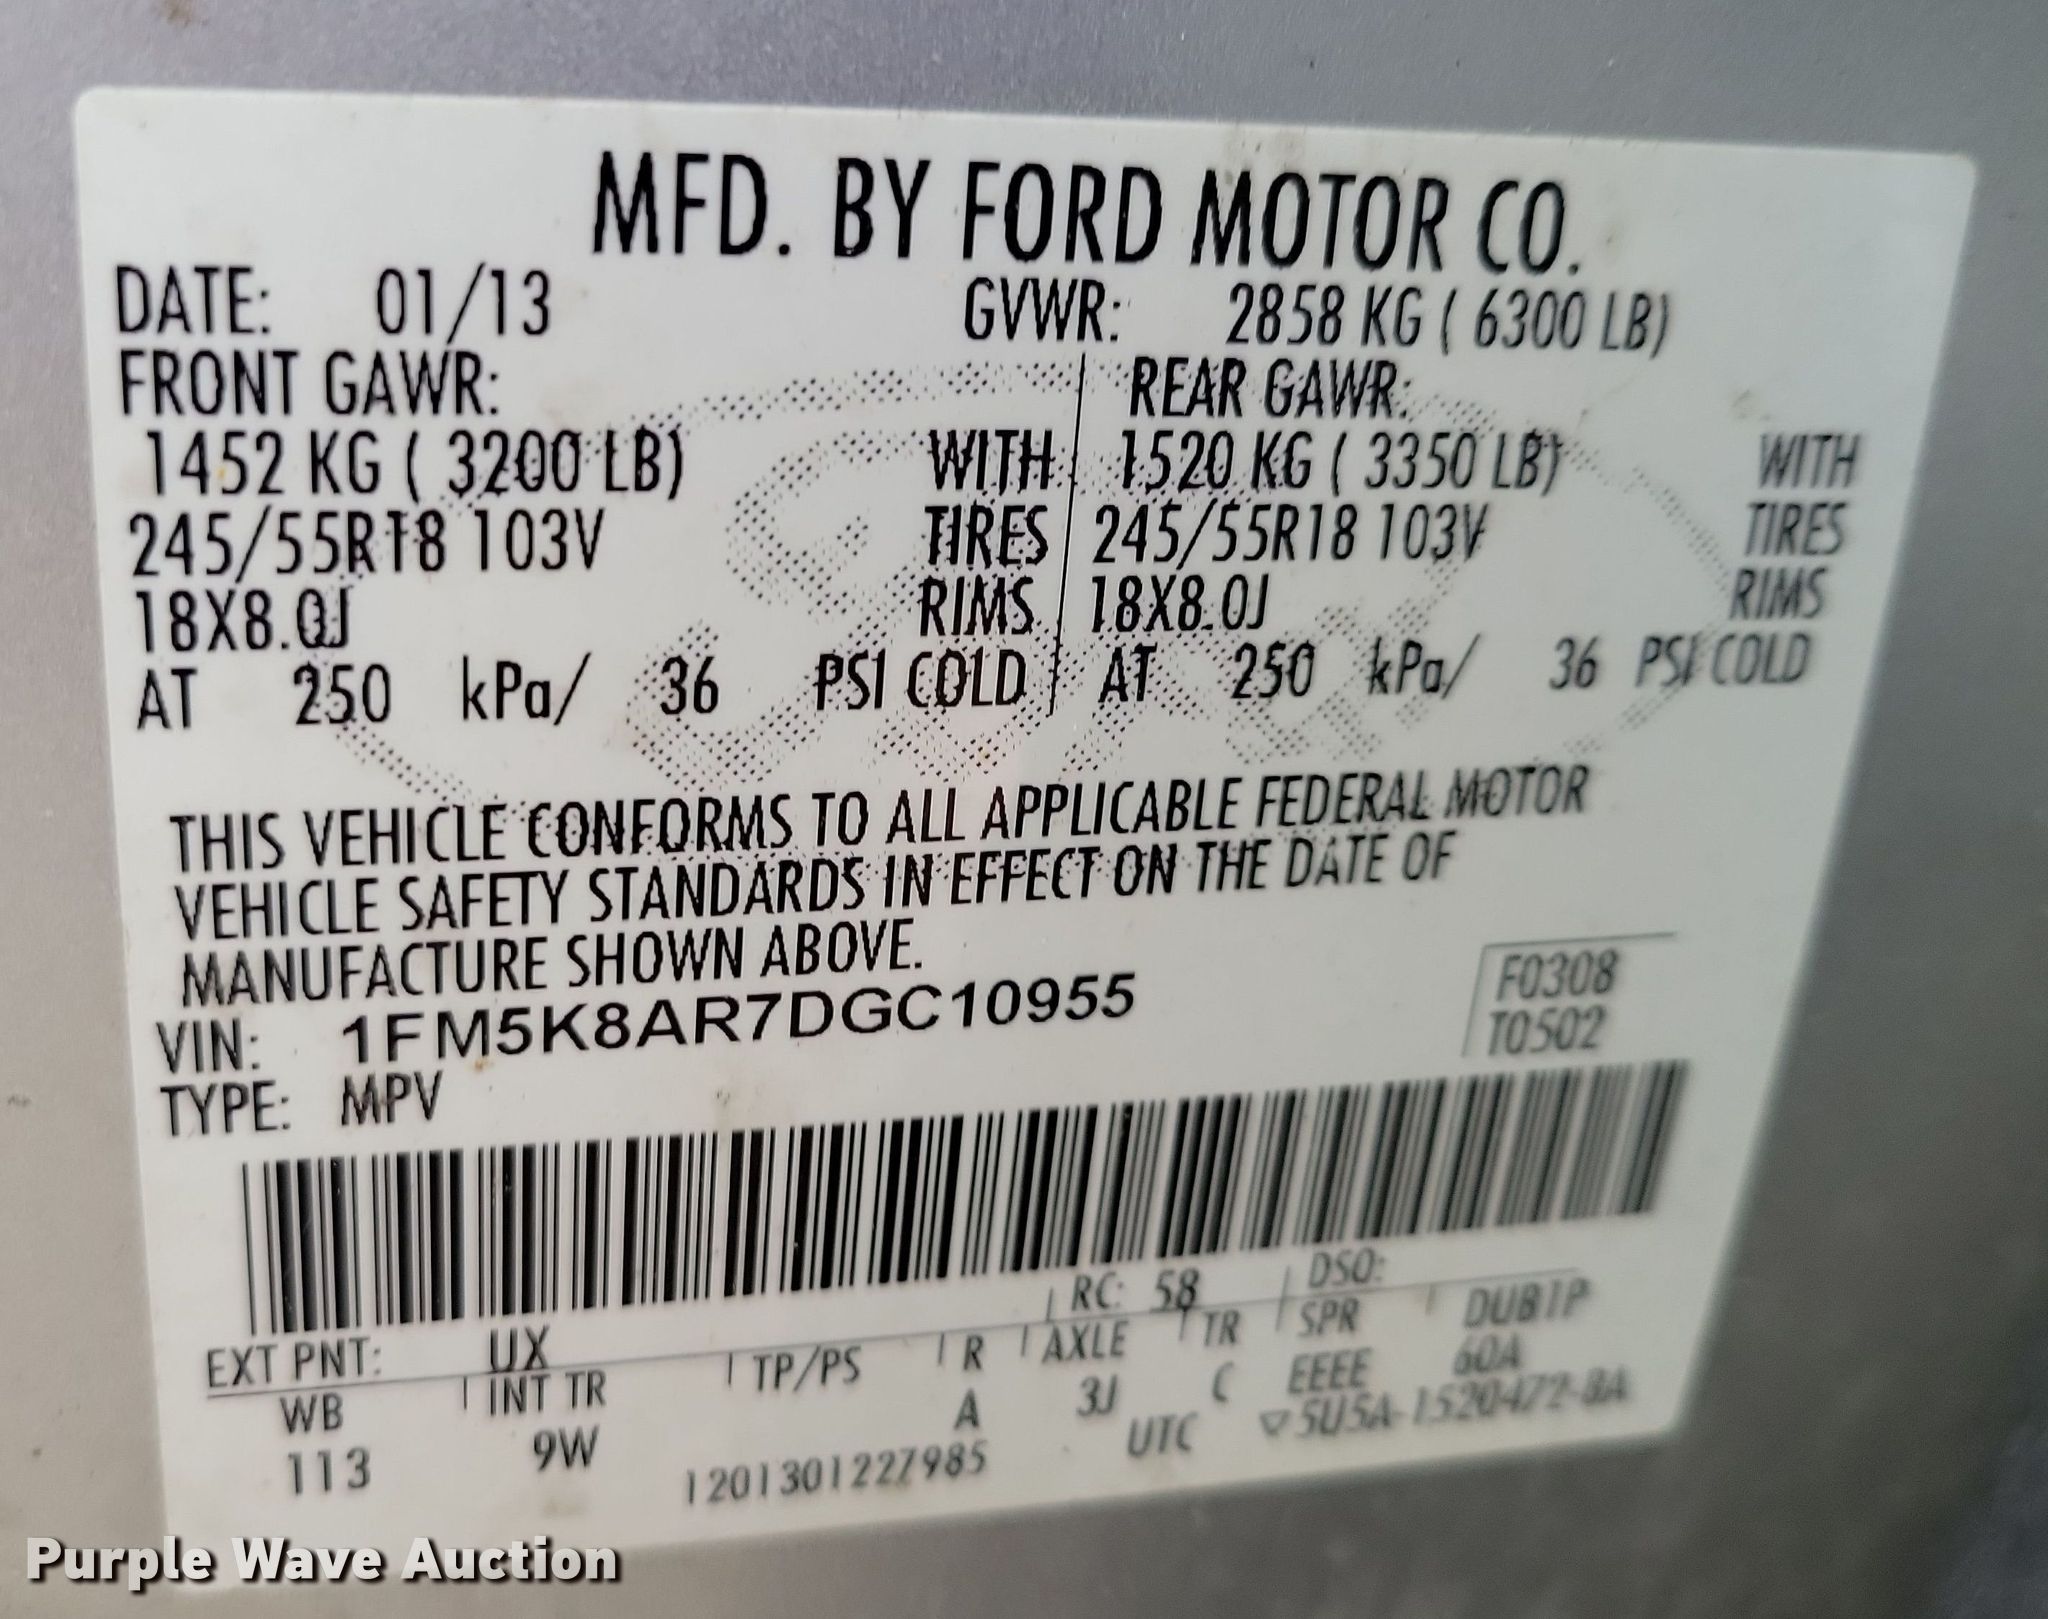 MFD. BY FORD MOTOR CO.
DATE: 01/13 GVWR: 2858 KG ( 6300 LB)
FRONT GAWR: REAR GAWR:
1452 KG ( 3200 LB) WITH 1520 KG ( 3350 LB) WITH
245/55R18 103V TIRES 245/55R18 103V TIRES
18X8.0J RIMS 18X8.0J RIMS
AT 250 kPa/ 36 PSI COLD AT 250 kPa/ 36 PSI COLD
THIS VEHICLE CONFORMS TO ALL APPLICABLE FEDERAL MOTOR
VEHICLE SAFETY STANDARDS IN EFFECT ON THE DATE OF
MANUFACTURE SHOWN ABOVE.
F0308
VIN: 1FM5K8AR7DGC10955
T0502
TYPE: MPV
EXT PNT: UX RC: 58 DSO:
WB INT TR TP/PS R AXLE TR SPR DUB1P
113 9W A 3J C EEEE 60A
1201301227985 UTC ▽5U5A-1520472-BA
Purple Wave Auction